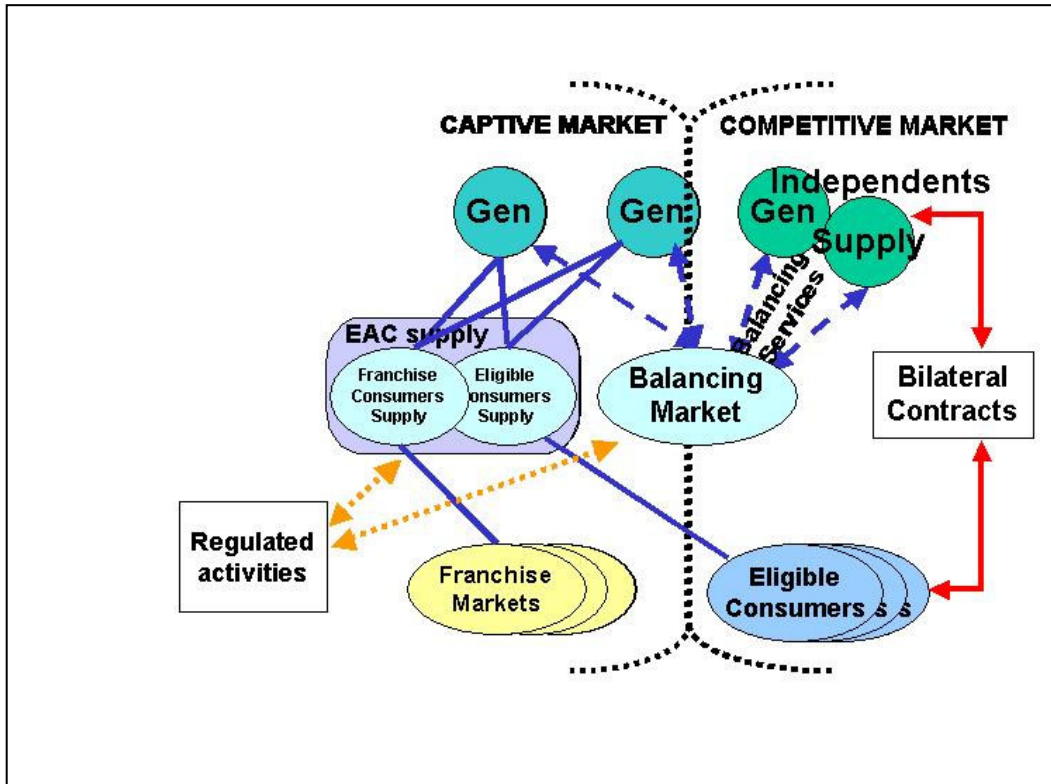 CAPTIVE MARKET
COMPETITIVE MARKET
Independents
Gen
Gen
Gen
Supply
Balancing
Services
EAC supply
Franchise
Consumers
Supply
Eligible
Consumers
Supply
Balancing
Market
Bilateral
Contracts
Regulated
activities
Franchise
Markets
Eligible
Consumers
s
s